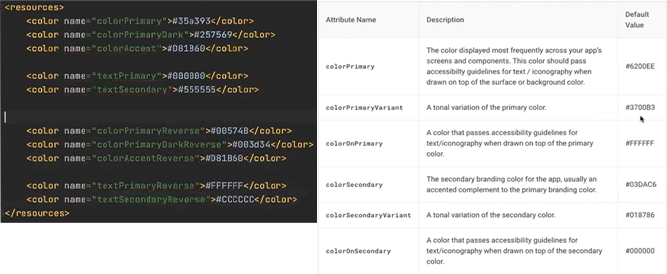 <resources>
<color name="colorPrimary">#35a393</color>
<color name="colorPrimaryDark">#257569</color>
<color name="colorAccent">#D81B60</color>
<color name="textPrimary">#000000</color>
<color name="textSecondary">#555555</color>
<color name="colorPrimaryReverse">#00574B</color>
<color name="colorPrimaryDarkReverse">#003d34</color>
<color name="colorAccentReverse">#D81B60</color>
<color name="textPrimaryReverse">#FFFFFF</color>
<color name="textSecondaryReverse">#CCCCCC</color>
</resources>
Attribute Name Description Default Value
colorPrimary
The color displayed most frequently across your app's
screens and components. This color should pass
accessibilty guidelines for text / iconography when
drawn on top of the surface or background color.
#6200EE
colorPrimaryVariant A tonal variation of the primary color. #3700B3
colorOnPrimary
A color that passes accessibility guidelines for
text/iconography when drawn on top of the primary
color.
#FFFFFF
colorSecondary
The secondary branding color for the app, usually an
accented complement to the primary branding color.
#03DAC6
colorSecondaryVariant A tonal variation of the secondary color. #018786
colorOnSecondary
A color that passes accessibility guidelines for
text/iconography when drawn on top of the secondary
color.
#000000